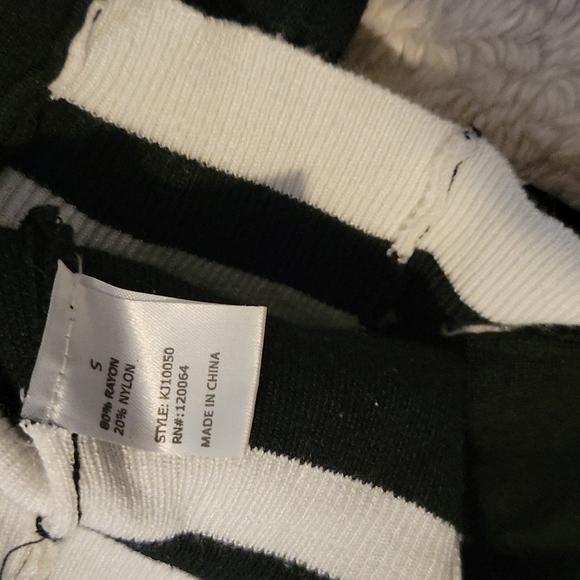 S
80% RAYON
20% NYLON
STYLE: KJ10050
RN#:120064
MADE IN CHINA